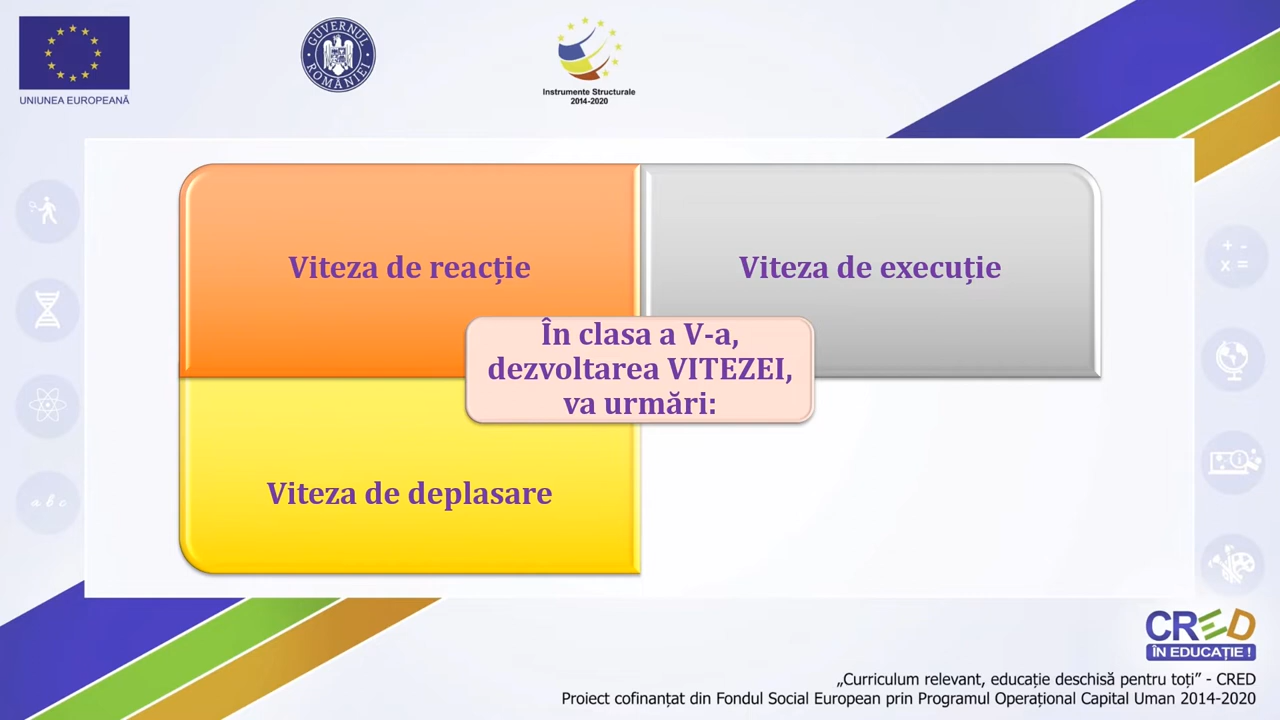 UNIUNEA EUROPEANĂ
GUVERNUL ROMÂNIEI
Instrumente Structurale
2014-2020
Viteza de reacție
Viteza de execuție
În clasa a V-a,
dezvoltarea VITEZEI,
va urmări:
Viteza de deplasare
+ -
x =
a b c
CRED
ÎN EDUCAȚIE !
„Curriculum relevant, educație deschisă pentru toți” - CRED
Proiect cofinanțat din Fondul Social European prin Programul Operațional Capital Uman 2014-2020